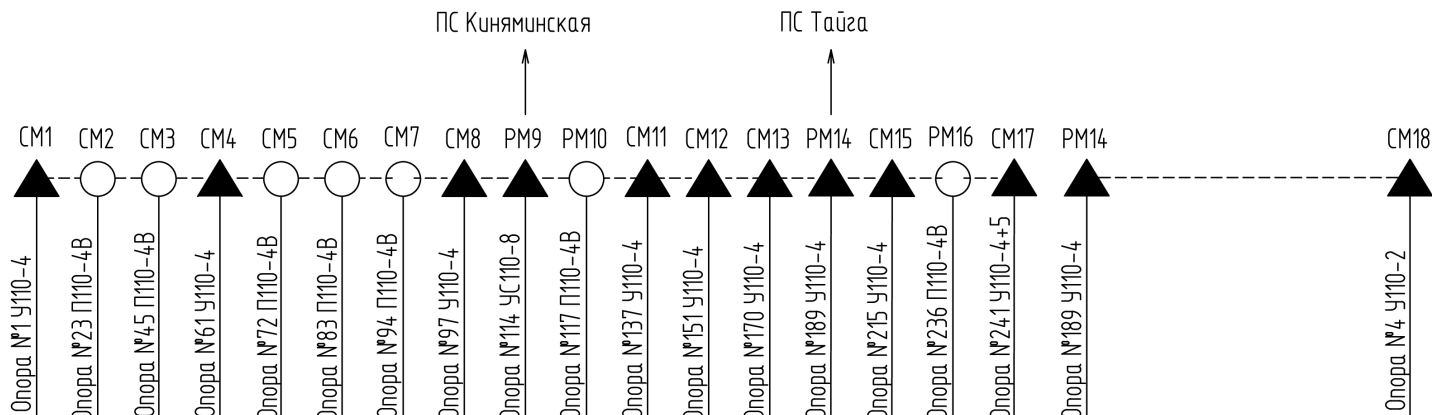 ПС Киняминская
ПС Тайга
СМ1 СМ2 СМ3 СМ4 СМ5 СМ6 СМ7 СМ8 РМ9 РМ10 СМ11 СМ12 СМ13 РМ14 СМ15 РМ16 СМ17 РМ14 СМ18
Опора №1 У110-4
Опора №23 П110-4В
Опора №45 П110-4В
Опора №61 У110-4
Опора №72 П110-4В
Опора №83 П110-4В
Опора №94 П110-4В
Опора №97 У110-4
Опора №114 УС110-8
Опора №117 П110-4В
Опора №137 У110-4
Опора №151 У110-4
Опора №170 У110-4
Опора №189 У110-4
Опора №215 У110-4
Опора №236 П110-4В
Опора №241 У110-4+5
Опора №189 У110-4
Опора №4 У110-2